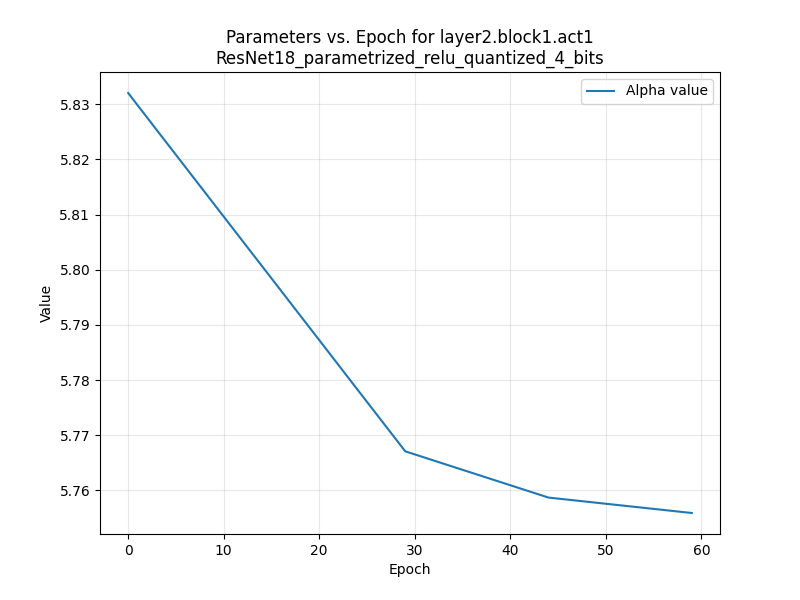 Parameters vs. Epoch for layer2.block1.act1
ResNet18_parametrized_relu_quantized_4_bits
Alpha value
5.83
5.82
5.81
5.80
5.79
5.78
5.77
5.76
Value
0 10 20 30 40 50 60
Epoch